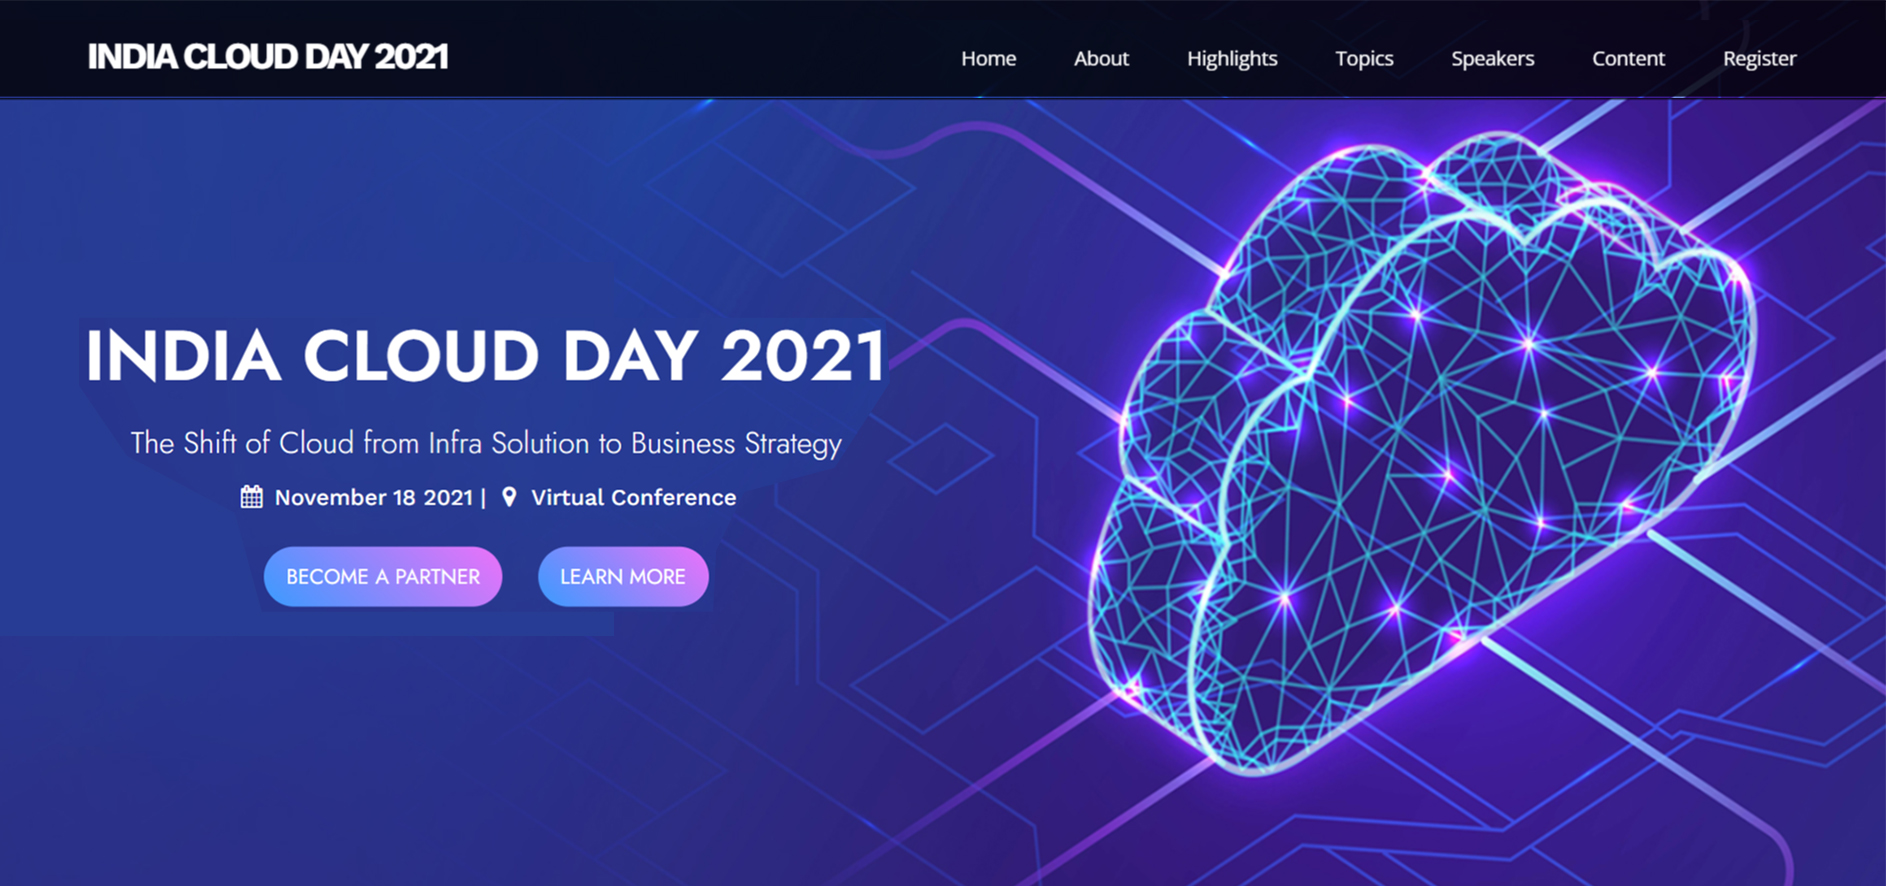 INDIA CLOUD DAY 2021
Home About Highlights Topics Speakers Content Register
INDIA CLOUD DAY 2021
The Shift of Cloud from Infra Solution to Business Strategy
November 18 2021 | Virtual Conference
BECOME A PARTNER LEARN MORE